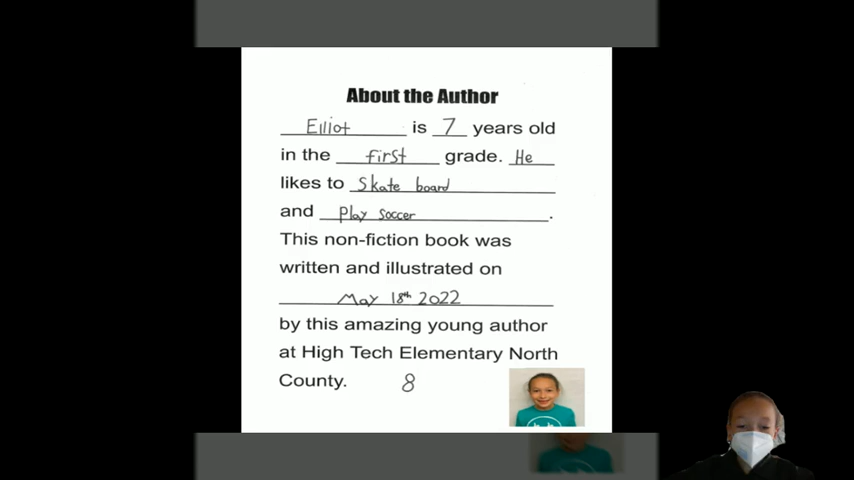 About the Author
Elliot is 7 years old
in the first grade. He
likes to Skate board
and Play soccer.
This non-fiction book was
written and illustrated on
May 18th 2022
by this amazing young author
at High Tech Elementary North
County. 8